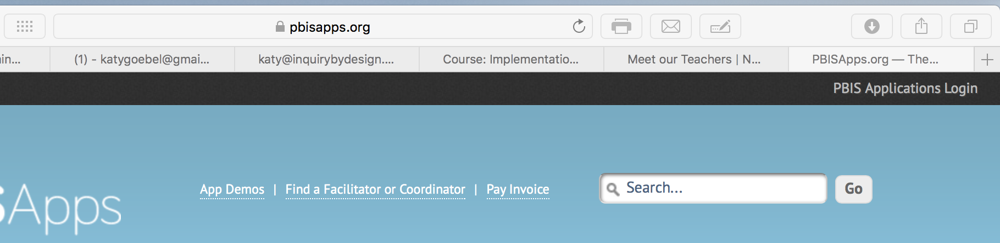 pbisapps.org
in...
(1) - katygoebel@gmai...
katy@inquirybydesign....
Course: Implementatio...
Meet our Teachers | N...
PBISApps.org — The...
PBIS Applications Login
App Demos | Find a Facilitator or Coordinator | Pay Invoice
Search...
Go
SApps